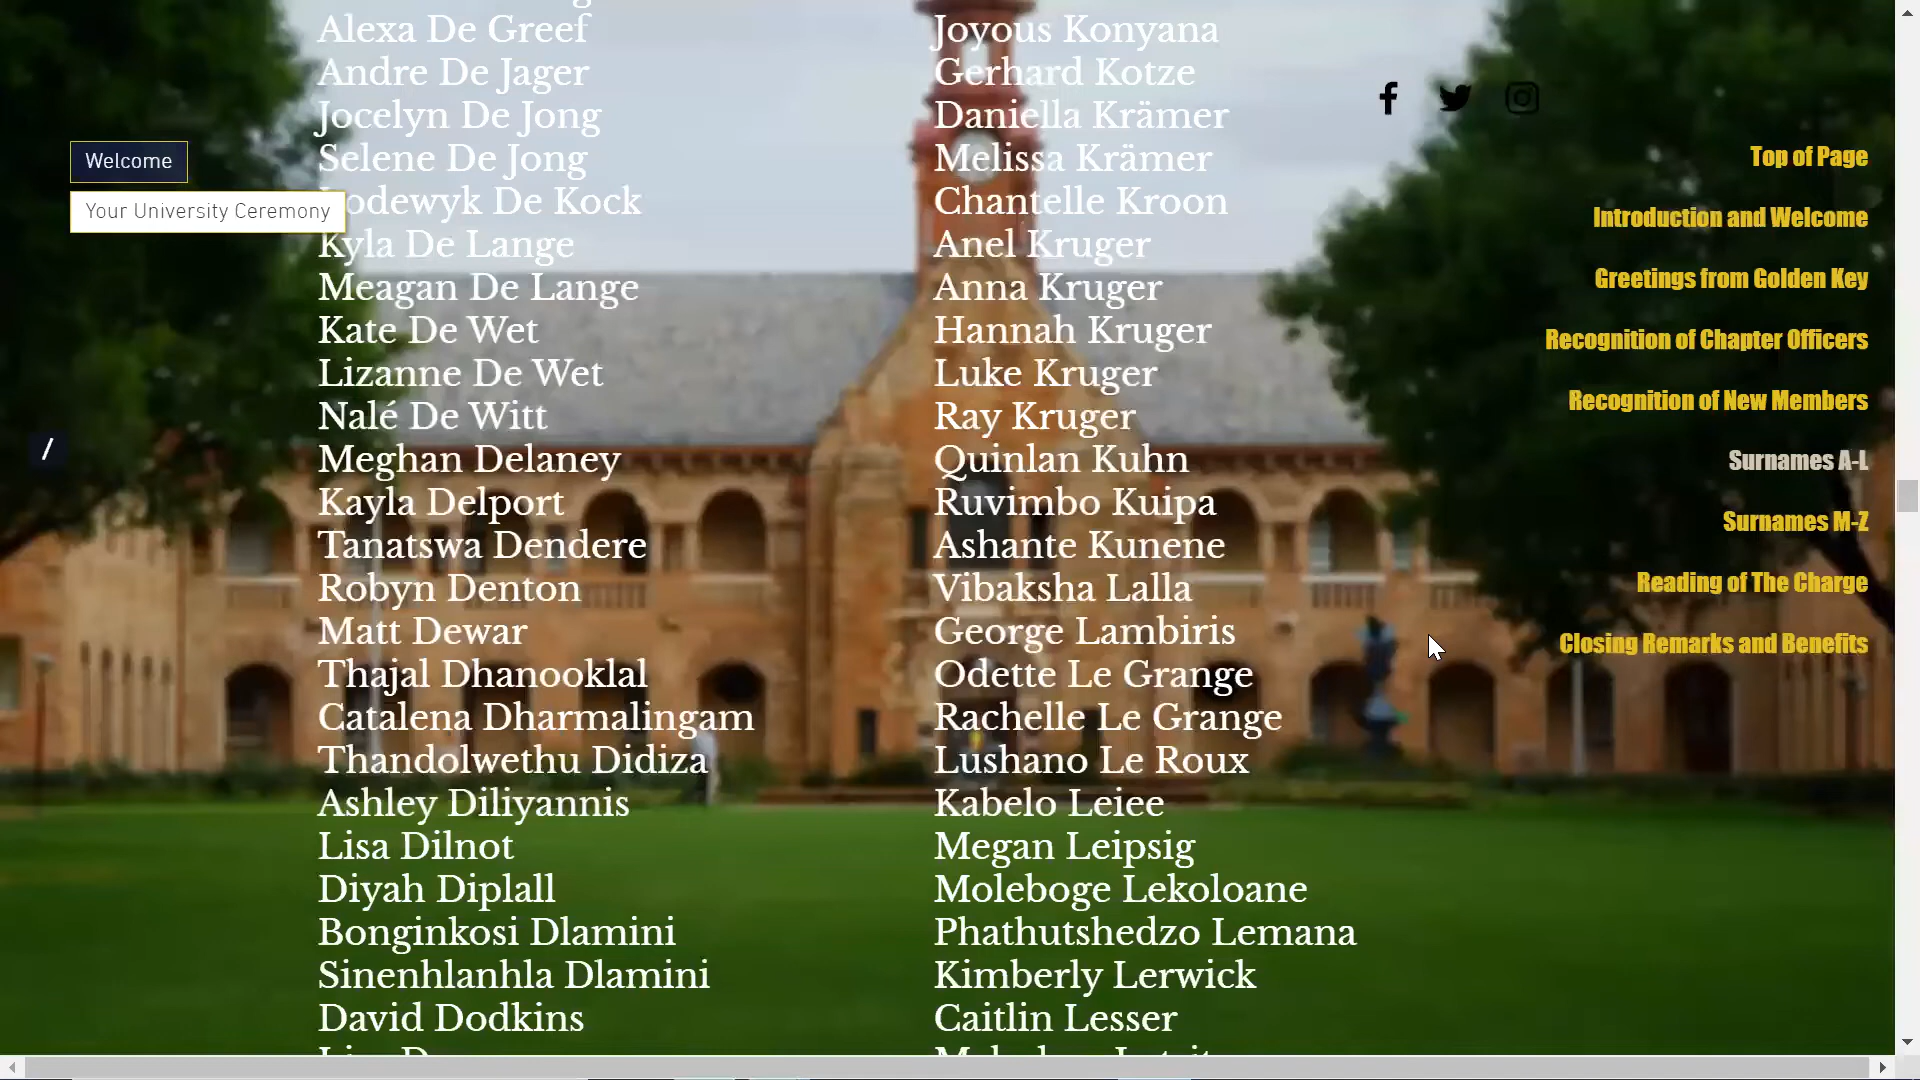 Alexa De Greef
Andre De Jager
Jocelyn De Jong
Selene De Jong
De Kock
Kyla De Lange
Meagan De Lange
Kate De Wet
Lizanne De Wet
Nalé De Witt
Meghan Delaney
Kayla Delport
Tanatswa Dendere
Robyn Denton
Matt Dewar
Thajal Dhanooklal
Catalena Dharmalingam
Thandolwethu Didiza
Ashley Diliyannis
Lisa Dilnot
Diyah Diplall
Bonginkosi Dlamini
Sinenhlanhla Dlamini
David Dodkins
Joyous Konyana
Gerhard Kotze
Daniella Krämer
Melissa Krämer
Chantelle Kroon
Anel Kruger
Anna Kruger
Hannah Kruger
Luke Kruger
Ray Kruger
Quinlan Kuhn
Ruvimbo Kuipa
Ashante Kunene
Vibaksha Lalla
George Lambiris
Odette Le Grange
Rachelle Le Grange
Lushano Le Roux
Kabelo Leiee
Megan Leipsig
Moleboge Lekoloane
Phathutshedzo Lemana
Kimberly Lerwick
Caitlin Lesser
Welcome
Your University Ceremony
/
Top of Page
Introduction and Welcome
Greetings from Golden Key
Recognition of Chapter Officers
Recognition of New Members
Surnames A-L
Surnames M-Z
Reading of The Charge
Closing Remarks and Benefits